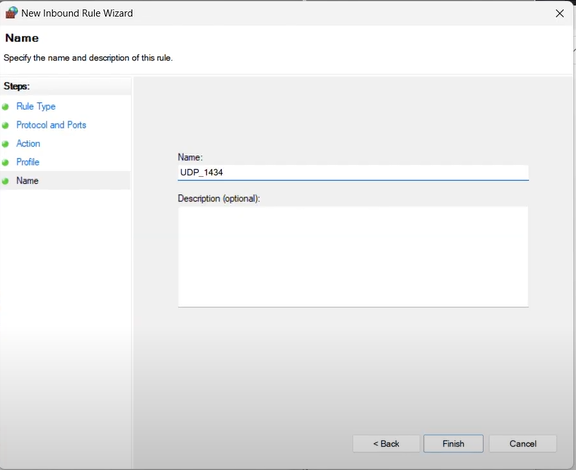 New Inbound Rule Wizard
Name
Specify the name and description of this rule.
Steps:
Rule Type
Protocol and Ports
Action
Profile
Name
Name:
UDP_1434
Description (optional):
< Back
Finish
Cancel